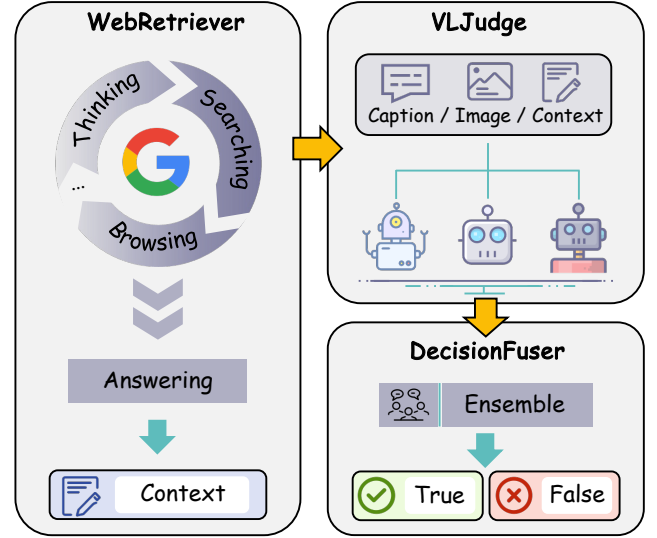 WebRetriever
Thinking
Searching
Browsing
...
Answering
Context
VLJudge
Caption / Image / Context
DecisionFuser
Ensemble
True
False